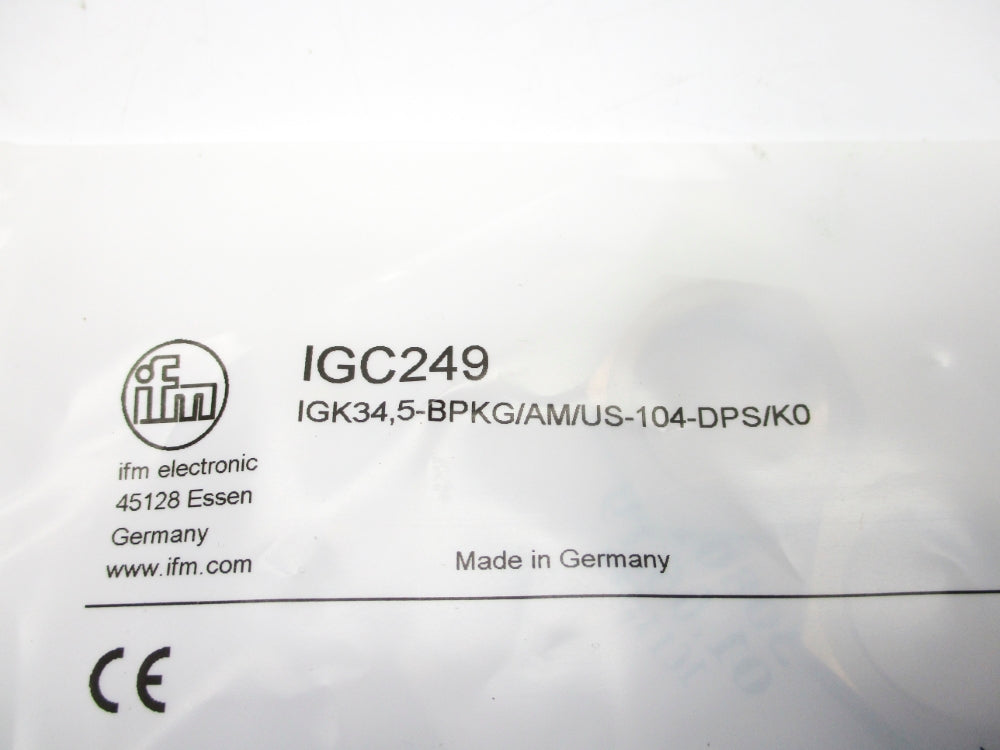 ifm
IGC249
IGK34,5-BPKG/AM/US-104-DPS/K0
ifm electronic
45128 Essen
Germany
www.ifm.com
Made in Germany
CE